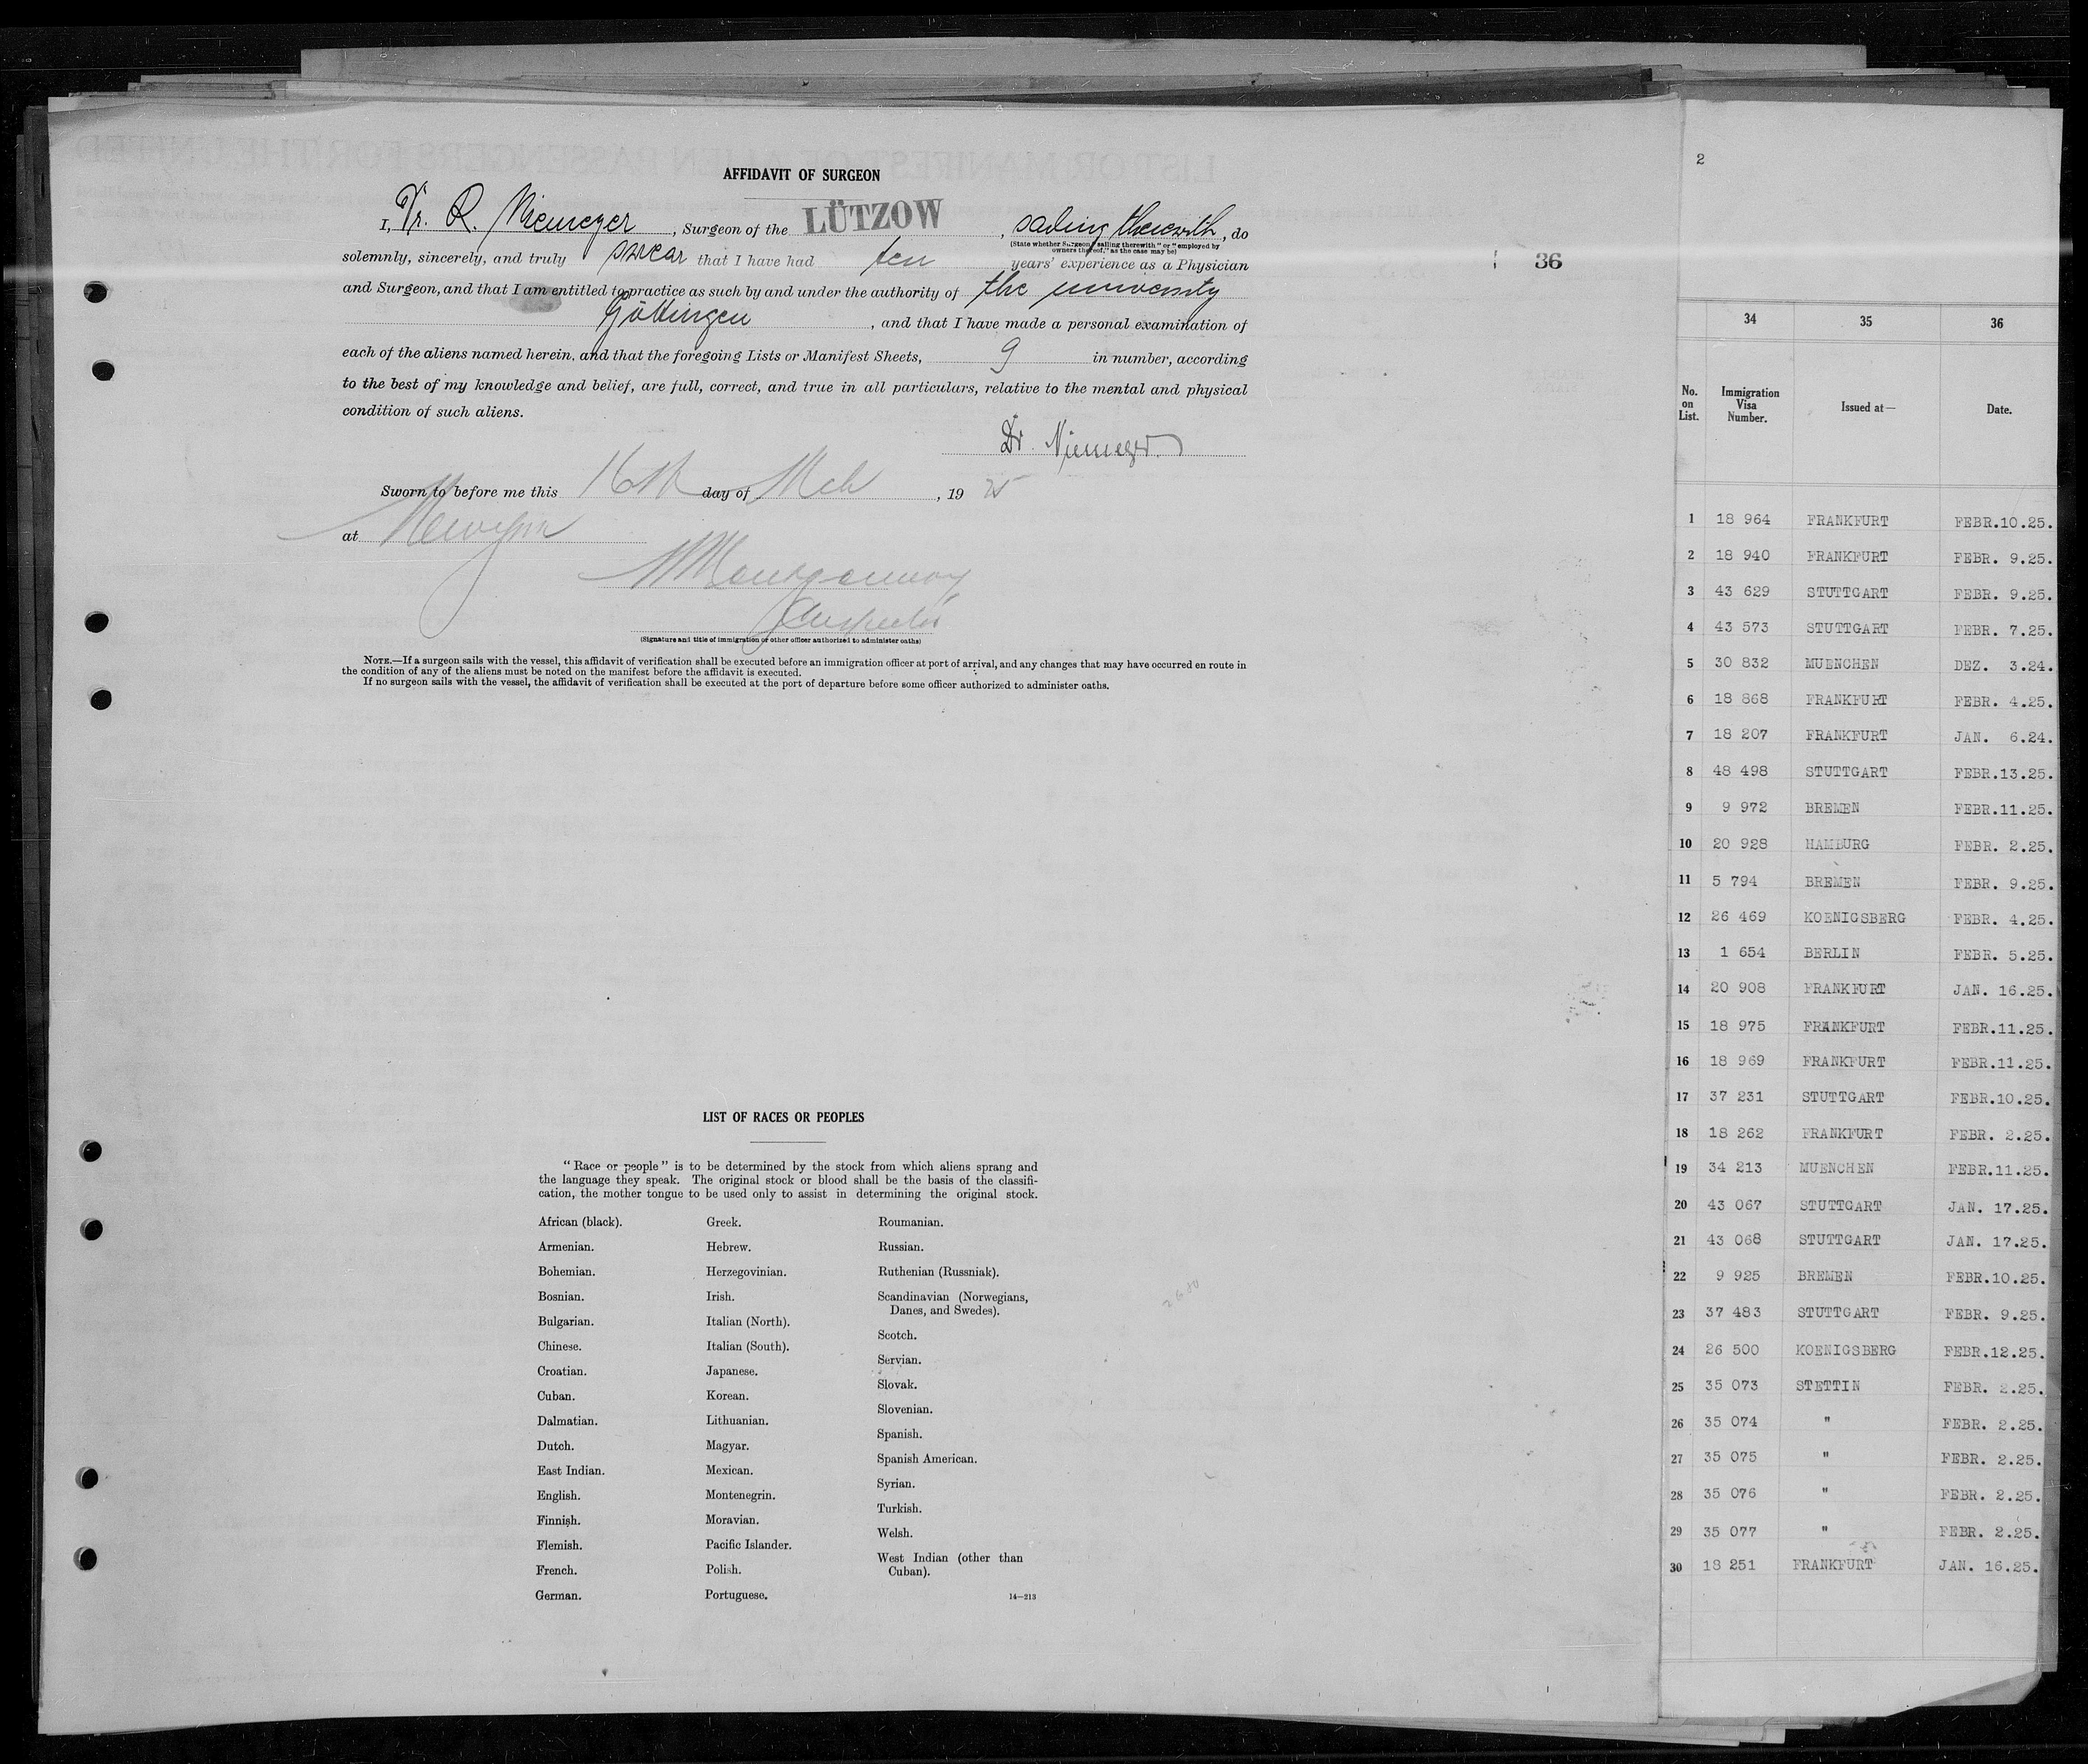 AFFIDAVIT OF SURGEON
I, Dr. R. Niemeyer, Surgeon of the LÜTZOW, sailing therewith, do
(State whether Surgeon "sailing therewith" or "employed by
owners thereof," as the case may be)
solemnly, sincerely, and truly swear that I have had ten years' experience as a Physician
and Surgeon, and that I am entitled to practice as such by and under the authority of the university
Göttingen, and that I have made a personal examination of
each of the aliens named herein, and that the foregoing Lists or Manifest Sheets, 9 in number, according
to the best of my knowledge and belief, are full, correct, and true in all particulars, relative to the mental and physical
condition of such aliens.
Dr. Niemeyer
Sworn to before me this 16th day of Mch, 19 25
at New York
Montgomery
Inspector
(Signature and title of immigration or other officer authorized to administer oaths)
NOTE.—If a surgeon sails with the vessel, this affidavit of verification shall be executed before an immigration officer at port of arrival, and any changes that may have occurred en route in
the condition of any of the aliens must be noted on the manifest before the affidavit is executed.
If no surgeon sails with the vessel, the affidavit of verification shall be executed at the port of departure before some officer authorized to administer oaths.
36
LIST OF RACES OR PEOPLES
"Race or people" is to be determined by the stock from which aliens sprang and
the language they speak. The original stock or blood shall be the basis of the classifi-
cation, the mother tongue to be used only to assist in determining the original stock.
African (black).
Armenian.
Bohemian.
Bosnian.
Bulgarian.
Chinese.
Croatian.
Cuban.
Dalmatian.
Dutch.
East Indian.
English.
Finnish.
Flemish.
French.
German.
Greek.
Hebrew.
Herzegovinian.
Irish.
Italian (North).
Italian (South).
Japanese.
Korean.
Lithuanian.
Magyar.
Mexican.
Montenegrin.
Moravian.
Pacific Islander.
Polish.
Portuguese.
Roumanian.
Russian.
Ruthenian (Russniak).
Scandinavian (Norwegians,
Danes, and Swedes).
Scotch.
Servian.
Slovak.
Slovenian.
Spanish.
Spanish American.
Syrian.
Turkish.
Welsh.
West Indian (other than
Cuban).
14—213
2680
2
34 35 36
No. on List. Immigration Visa Number. Issued at— Date.
1 18 964 FRANKFURT FEBR.10.25.
2 18 940 FRANKFURT FEBR. 9.25.
3 43 629 STUTTGART FEBR. 9.25.
4 43 573 STUTTGART FEBR. 7.25.
5 30 832 MUENCHEN DEZ. 3.24.
6 18 868 FRANKFURT FEBR. 4.25.
7 18 207 FRANKFURT JAN. 6.24.
8 48 498 STUTTGART FEBR.13.25.
9 9 972 BREMEN FEBR.11.25.
10 20 928 HAMBURG FEBR. 2.25.
11 5 794 BREMEN FEBR. 9.25.
12 26 469 KOENIGSBERG FEBR. 4.25.
13 1 654 BERLIN FEBR. 5.25.
14 20 908 FRANKFURT JAN. 16.25.
15 18 975 FRANKFURT FEBR.11.25.
16 18 969 FRANKFURT FEBR.11.25.
17 37 231 STUTTGART FEBR.10.25.
18 18 262 FRANKFURT FEBR. 2.25.
19 34 213 MUENCHEN FEBR.11.25.
20 43 067 STUTTGART JAN. 17.25.
21 43 068 STUTTGART JAN. 17.25.
22 9 925 BREMEN FEBR.10.25.
23 37 483 STUTTGART FEBR. 9.25.
24 26 500 KOENIGSBERG FEBR.12.25.
25 35 073 STETTIN FEBR. 2.25.
26 35 074 " FEBR. 2.25.
27 35 075 " FEBR. 2.25.
28 35 076 " FEBR. 2.25.
29 35 077 " FEBR. 2.25.
30 18 251 FRANKFURT JAN. 16.25.